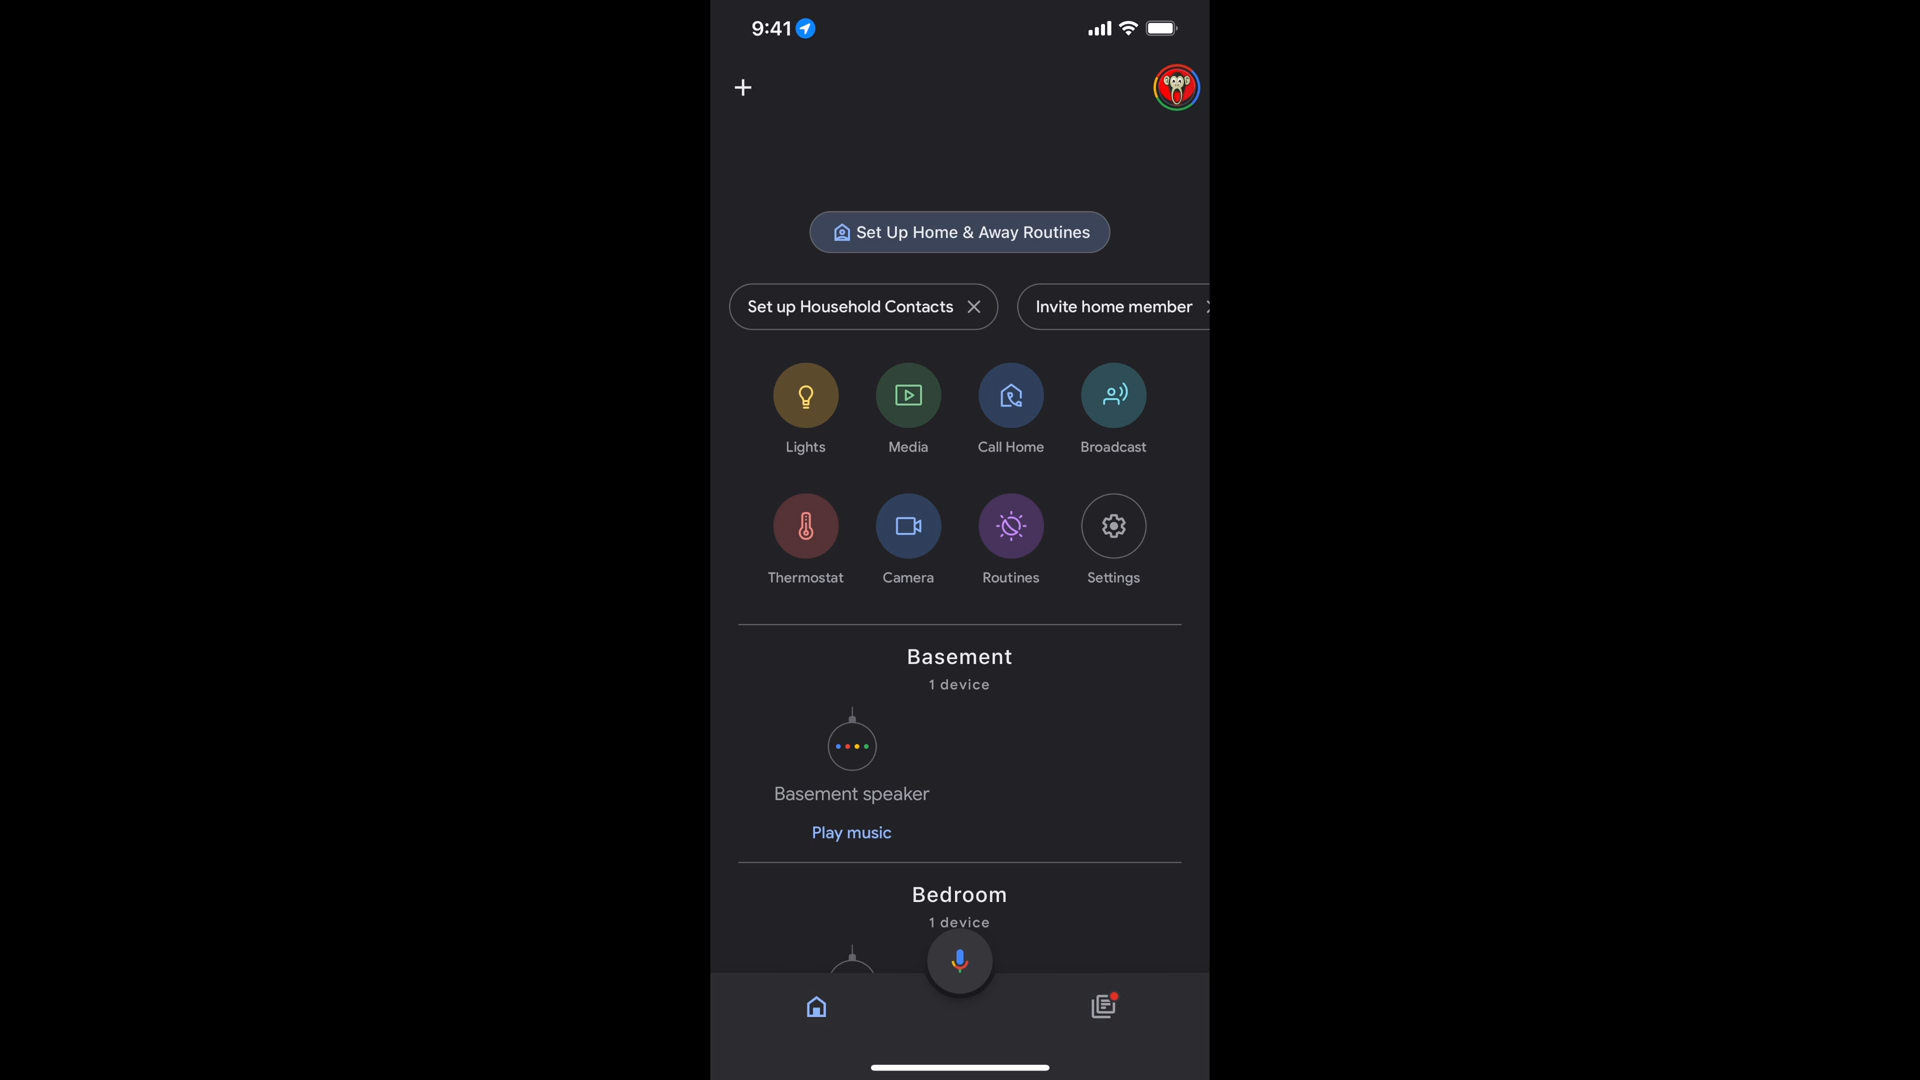 9:41
Set Up Home & Away Routines
Set up Household Contacts
Invite home member
Lights
Media
Call Home
Broadcast
Thermostat
Camera
Routines
Settings
Basement
1 device
Basement speaker
Play music
Bedroom
1 device